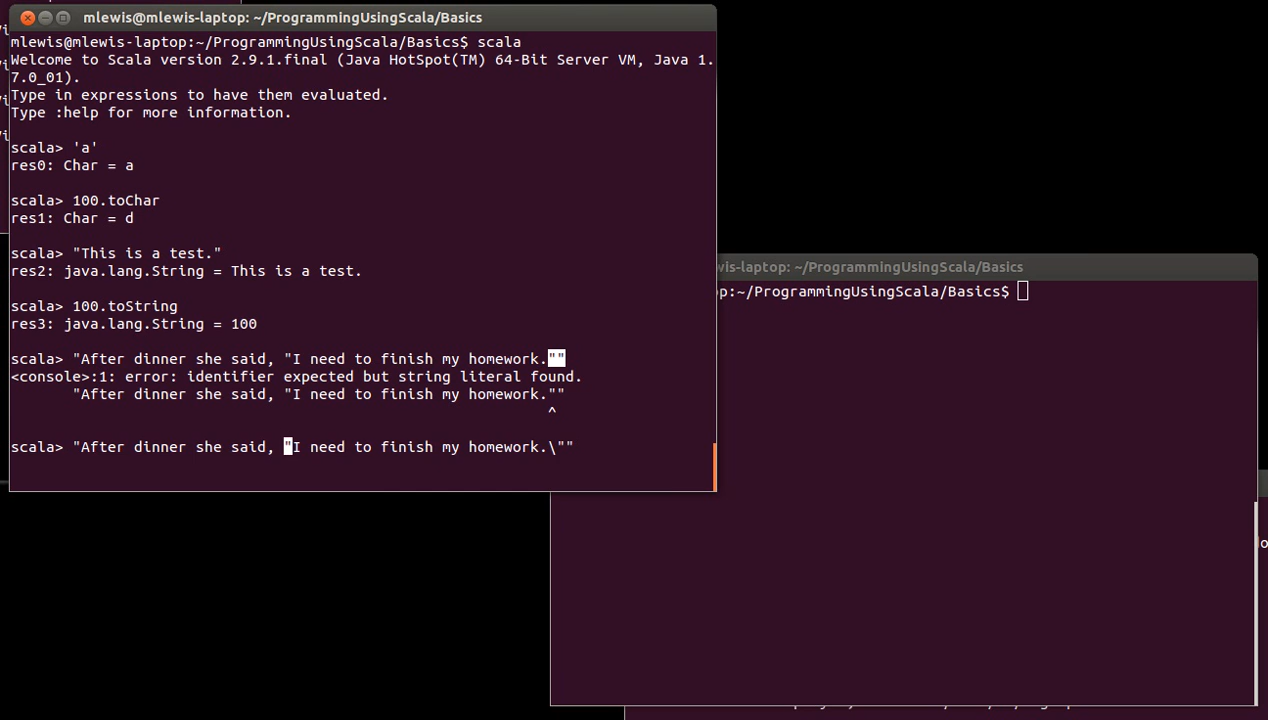 mlewis@mlewis-laptop: ~/ProgrammingUsingScala/Basics
mlewis@mlewis-laptop:~/ProgrammingUsingScala/Basics$ scala
Welcome to Scala version 2.9.1.final (Java HotSpot(TM) 64-Bit Server VM, Java 1.
7.0_01).
Type in expressions to have them evaluated.
Type :help for more information.
scala> 'a'
res0: Char = a
scala> 100.toChar
res1: Char = d
scala> "This is a test."
res2: java.lang.String = This is a test.
scala> 100.toString
res3: java.lang.String = 100
scala> "After dinner she said, "I need to finish my homework.""
<console>:1: error: identifier expected but string literal found.
"After dinner she said, "I need to finish my homework.""
^
scala> "After dinner she said, "I need to finish my homework.\""
wis-laptop: ~/ProgrammingUsingScala/Basics
op:~/ProgrammingUsingScala/Basics$